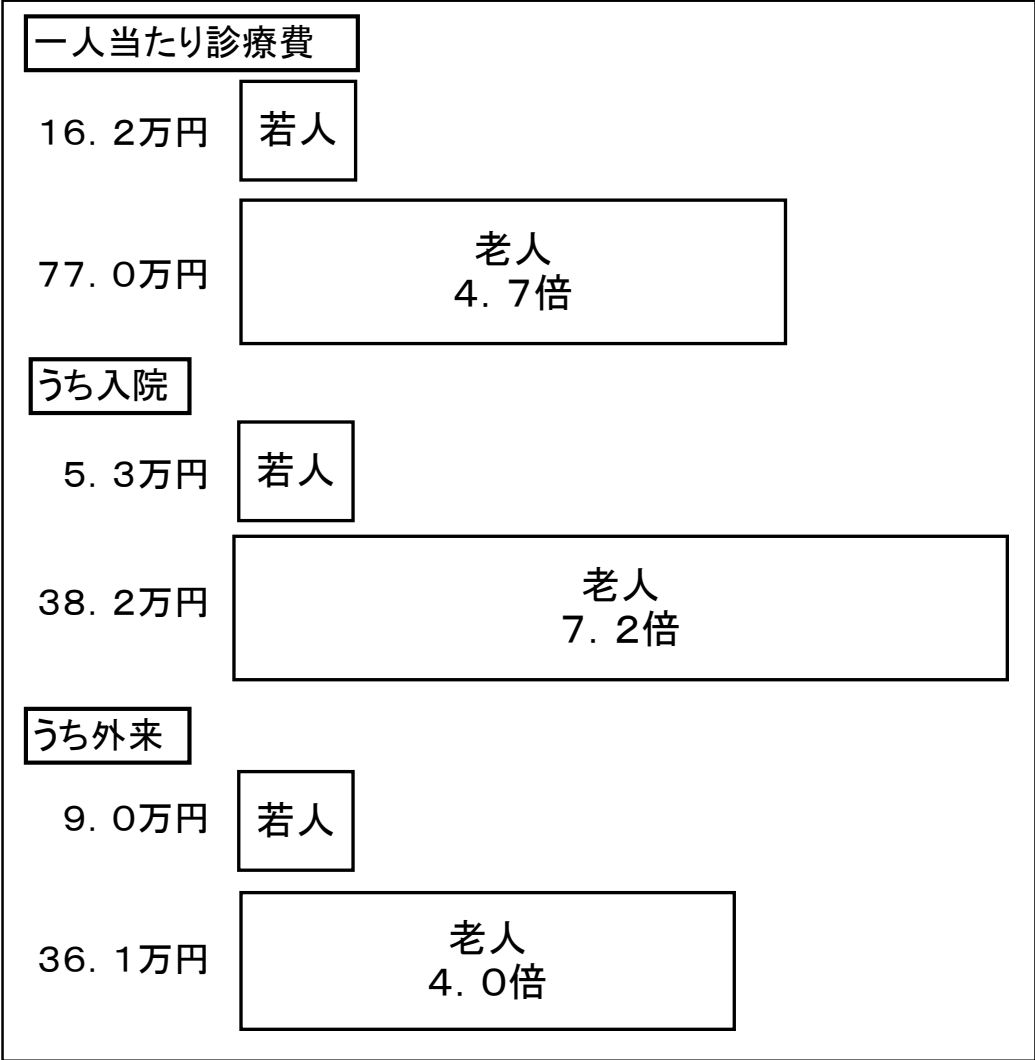 一人当たり診療費
16．2万円
若人
77．0万円
老人
4．7倍
うち入院
5．3万円
若人
38．2万円
老人
7．2倍
うち外来
9．0万円
若人
36．1万円
老人
4．0倍